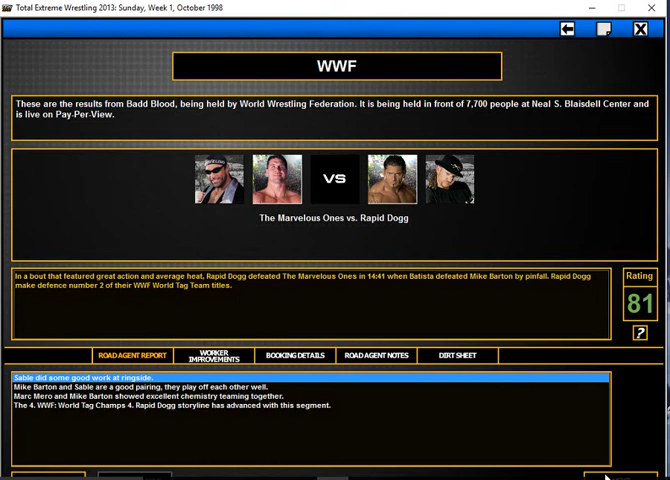 Total Extreme Wrestling 2013: Sunday, Week 1, October 1998
WWF
These are the results from Badd Blood, being held by World Wrestling Federation. It is being held in front of 7,700 people at Neal S. Blaisdell Center and
is live on Pay-Per-View.
VS
The Marvelous Ones vs. Rapid Dogg
In a bout that featured great action and average heat, Rapid Dogg defeated The Marvelous Ones in 14:41 when Batista defeated Mike Barton by pinfall. Rapid Dogg
make defence number 2 of their WWF World Tag Team titles.
Rating
81
?
ROAD AGENT REPORT
WORKER
IMPROVEMENTS
BOOKING DETAILS
ROAD AGENT NOTES
DIRT SHEET
Sable did some good work at ringside.
Mike Barton and Sable are a good pairing, they play off each other well.
Marc Mero and Mike Barton showed excellent chemistry teaming together.
The 4. WWF: World Tag Champs 4. Rapid Dogg storyline has advanced with this segment.